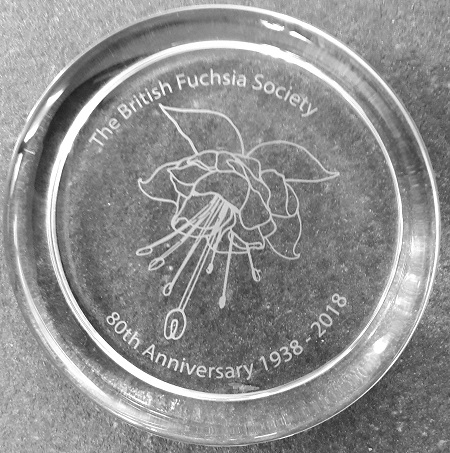 The British Fuchsia Society
80th Anniversary 1938 - 2018